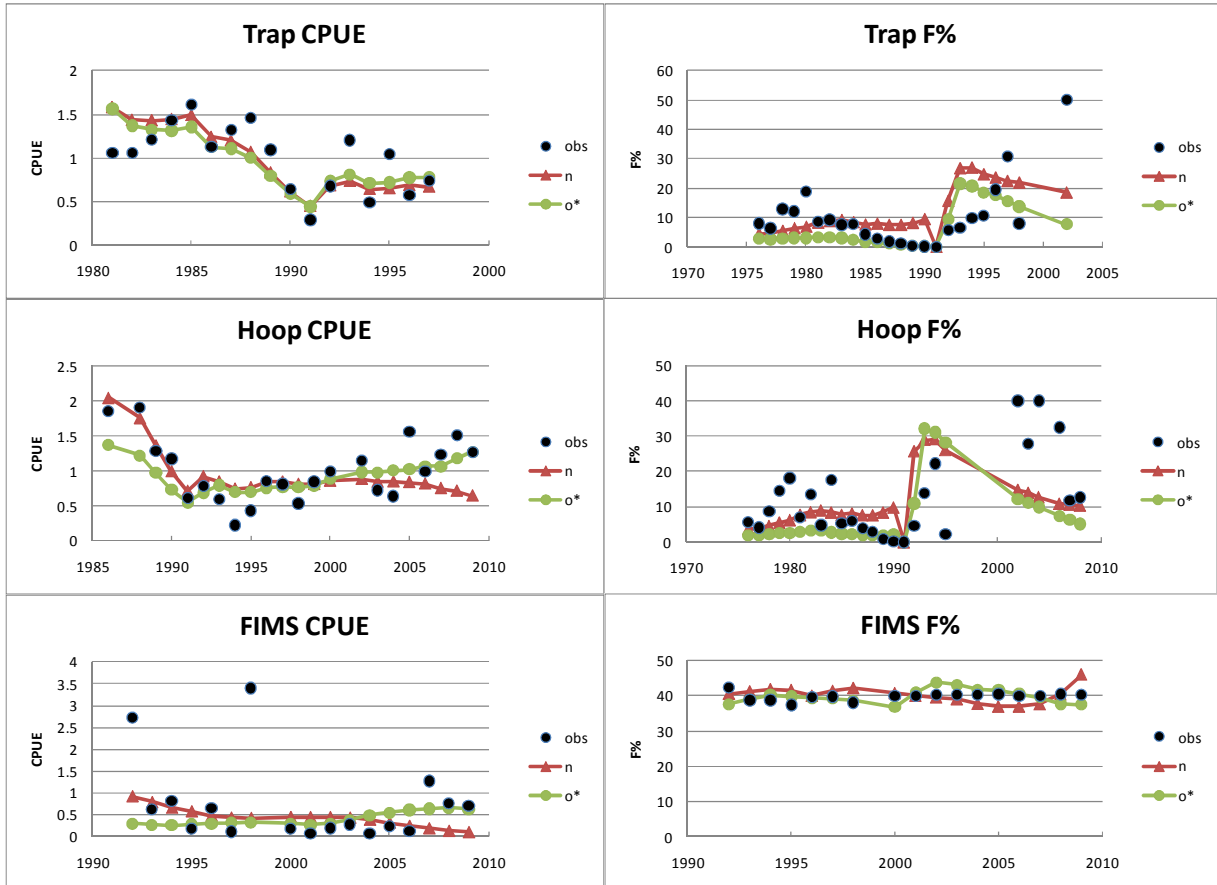 Trap CPUE
2
1.5
1
0.5
0
CPUE
1980 1985 1990 1995 2000
obs
n
o*
Trap F%
60
50
40
30
20
10
0
F%
1970 1975 1980 1985 1990 1995 2000 2005
obs
n
o*
Hoop CPUE
2.5
2
1.5
1
0.5
0
CPUE
1985 1990 1995 2000 2005 2010
obs
n
o*
Hoop F%
50
40
30
20
10
0
F%
1970 1980 1990 2000 2010
obs
n
o*
FIMS CPUE
4
3.5
3
2.5
2
1.5
1
0.5
0
CPUE
1990 1995 2000 2005 2010
obs
n
o*
FIMS F%
50
40
30
20
10
0
F%
1990 1995 2000 2005 2010
obs
n
o*